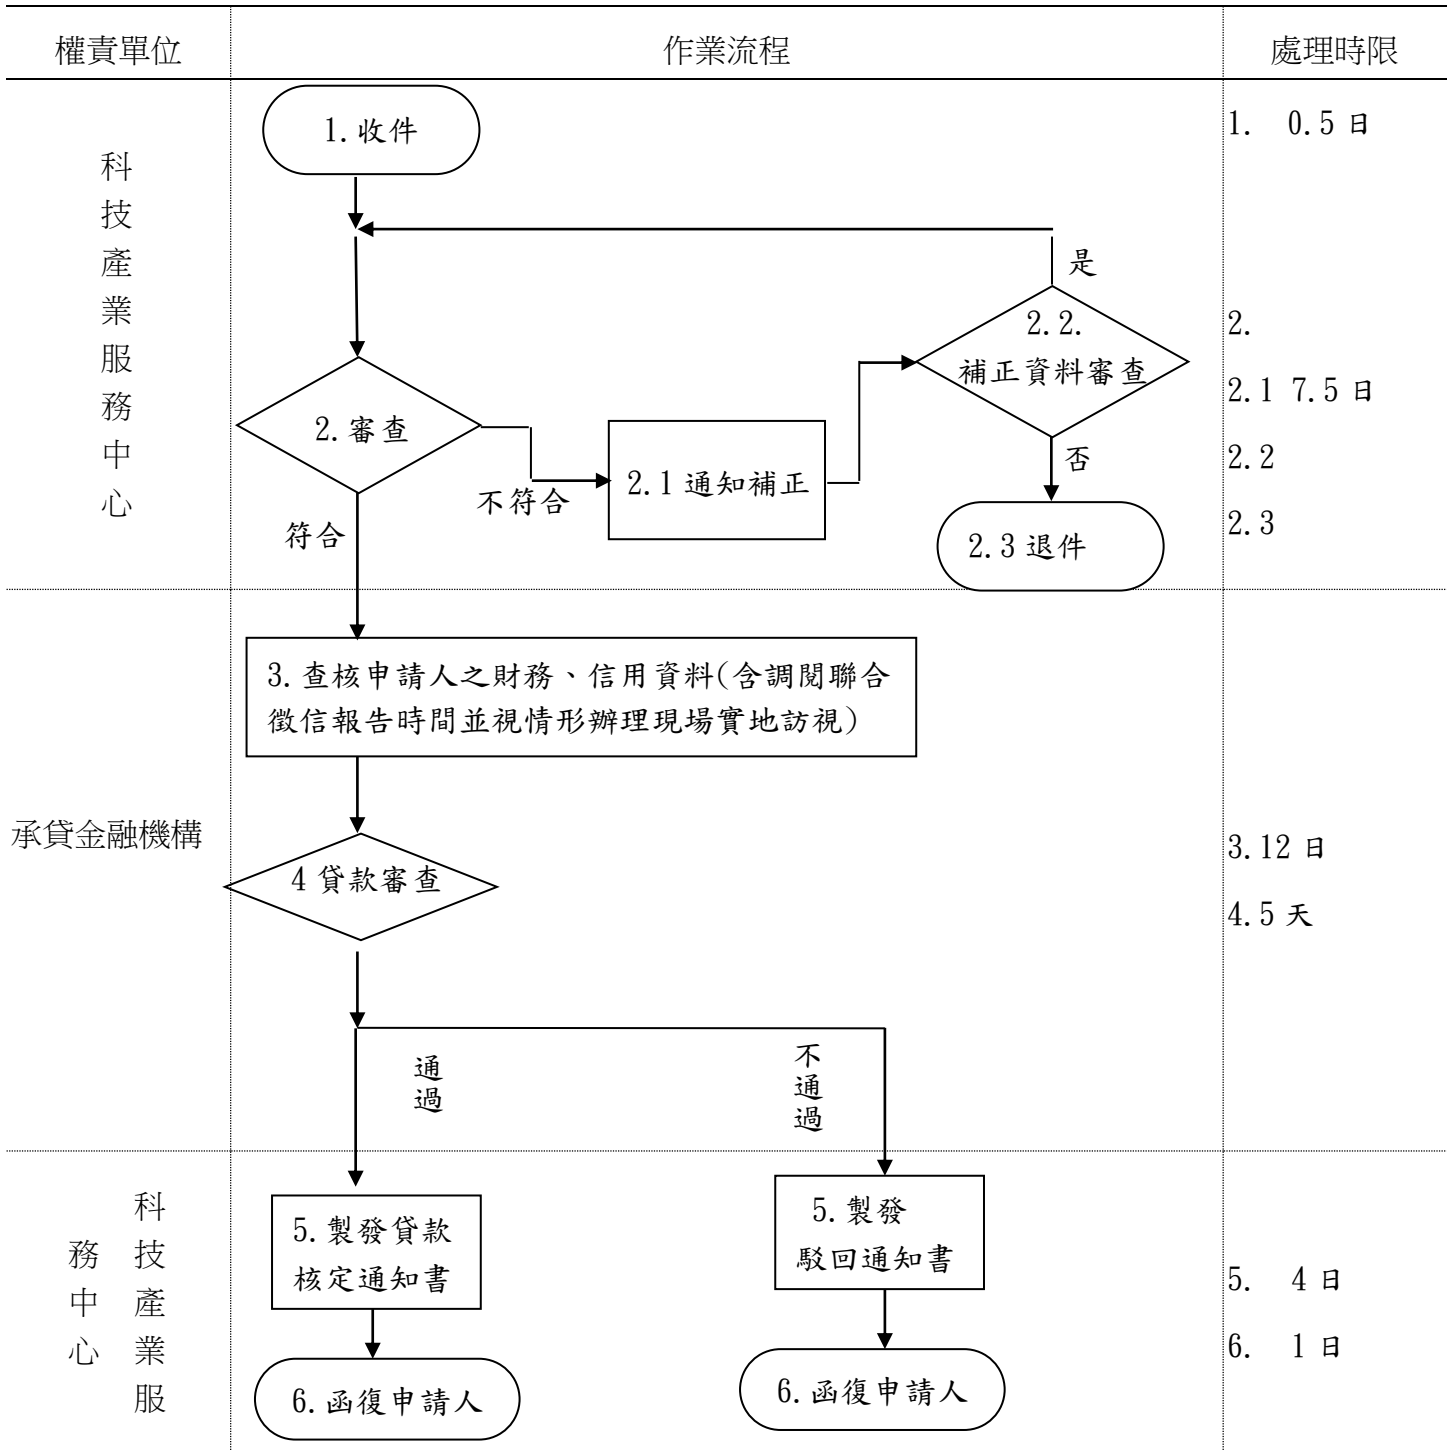 權責單位
作業流程
處理時限
科技產業服務中心
1.收件
1. 0.5日
是
2.2.
補正資料審查
2.
2.1 7.5日
2.審查
2.1通知補正
不符合
否
2.2
符合
2.3退件
2.3
3.查核申請人之財務、信用資料(含調閱聯合
徵信報告時間並視情形辦理現場實地訪視)
承貸金融機構
4貸款審查
3.12日
4.5天
通過
不通過
科技產業服
務中心
5.製發貸款
核定通知書
5.製發
駁回通知書
5. 4日
6. 1日
6.函復申請人
6.函復申請人